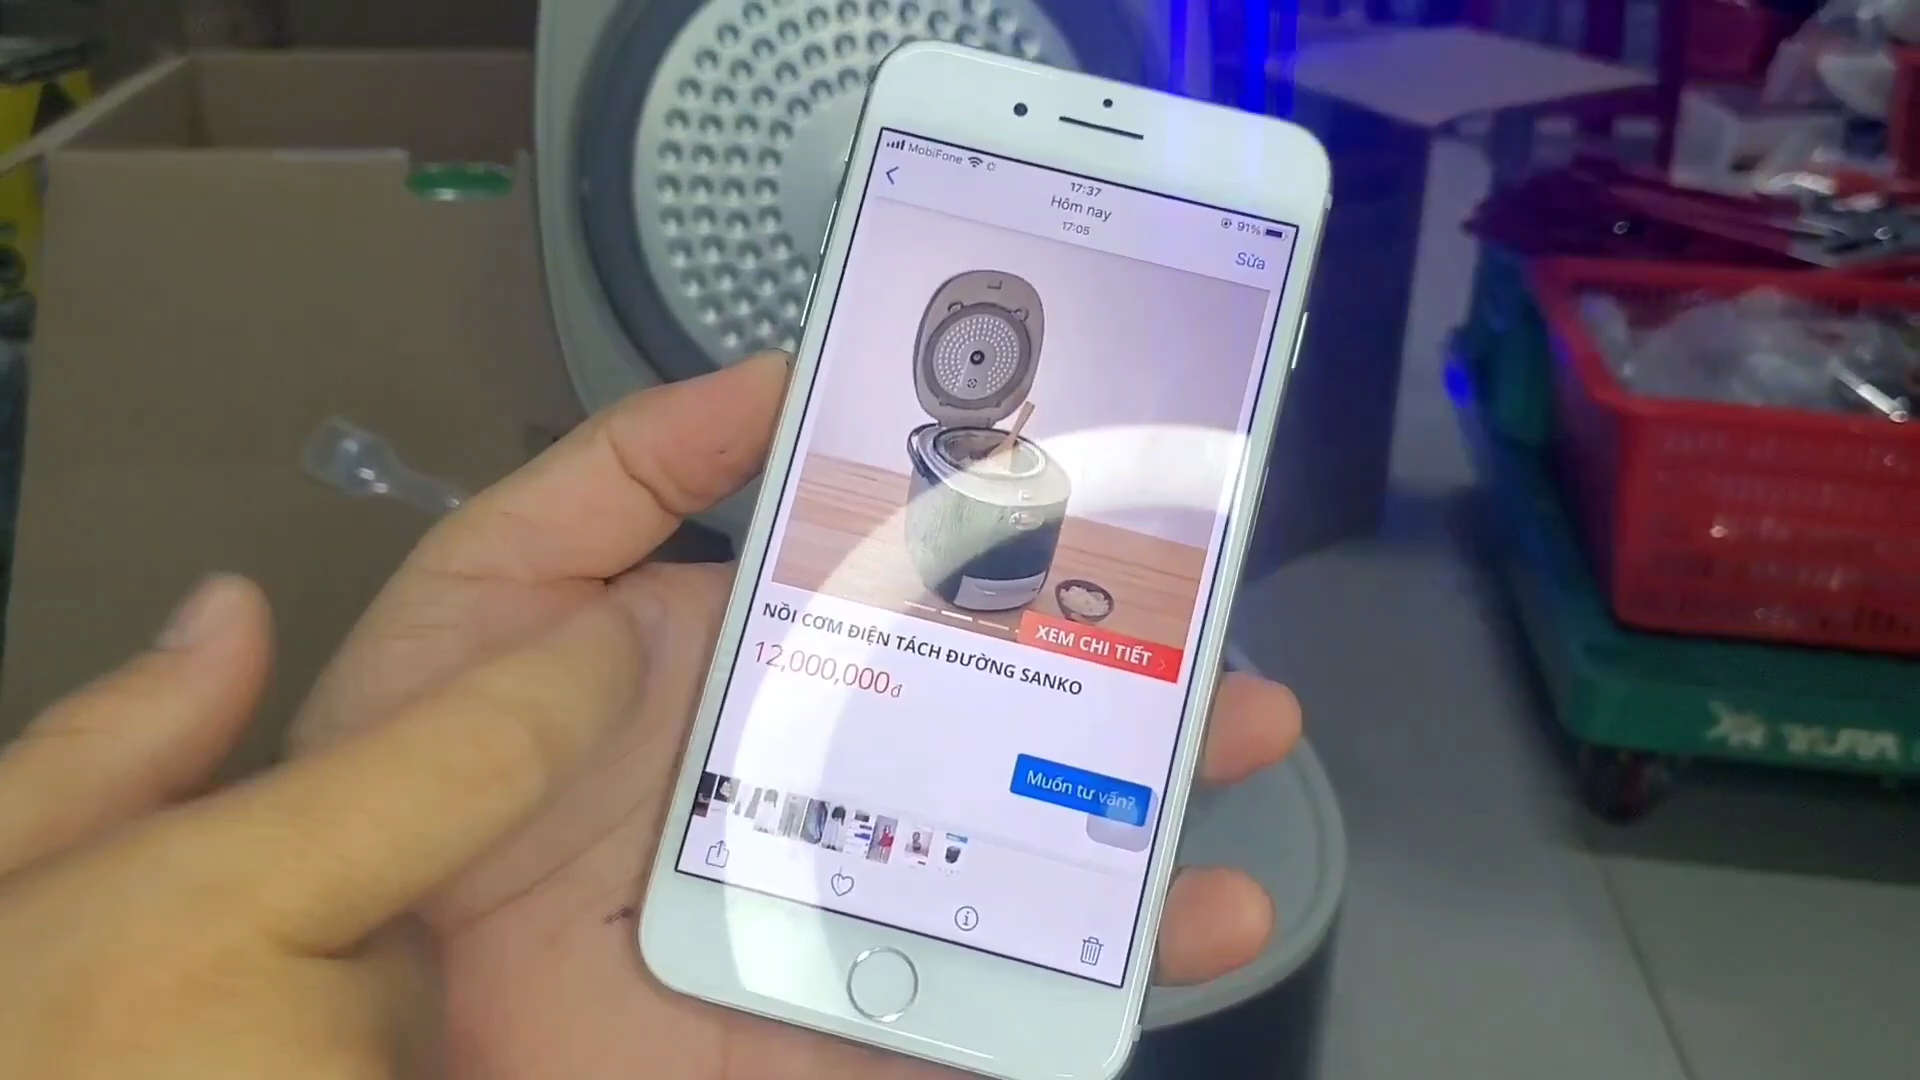 MobiFone
17:37
91%
Hôm nay
17:05
Sửa
XEM CHI TIẾT
NỒI CƠM ĐIỆN TÁCH ĐƯỜNG SANKO
12,000,000đ
Muốn tư vấn?